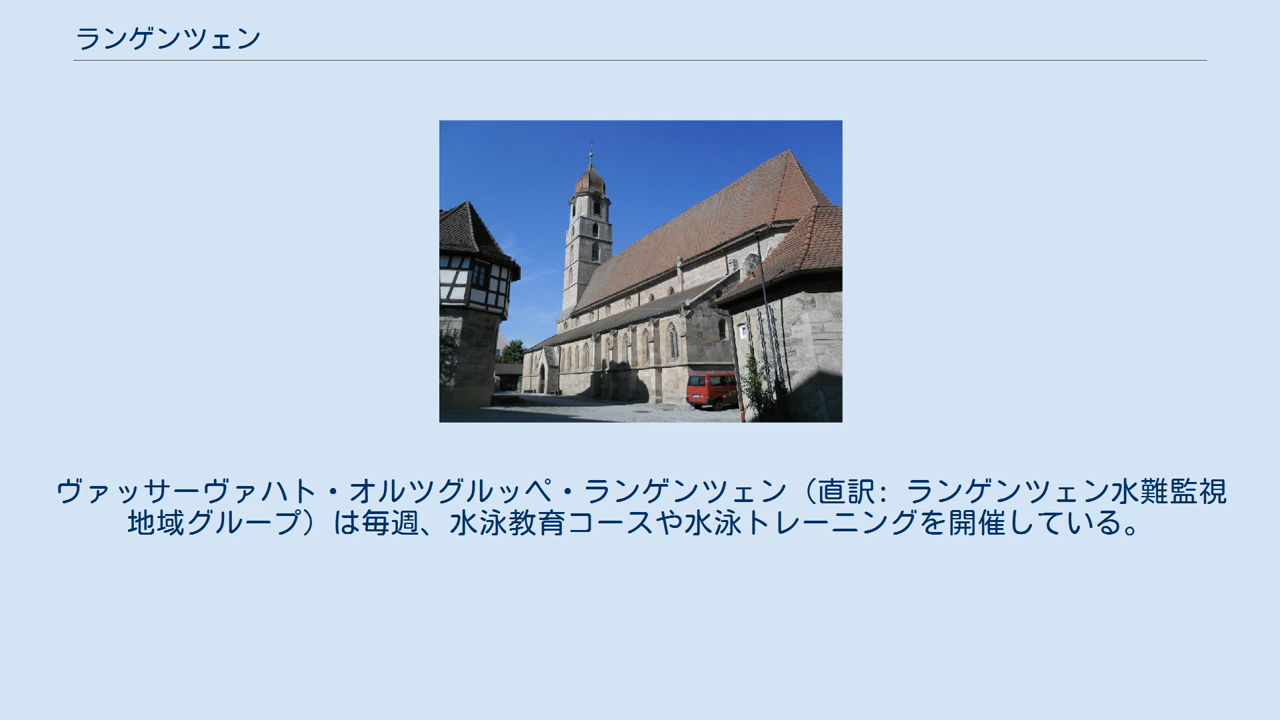 ランゲンツェン
ヴァッサーヴァハト・オルツグルッペ・ランゲンツェン（直訳: ランゲンツェン水難監視
地域グループ）は毎週、水泳教育コースや水泳トレーニングを開催している。